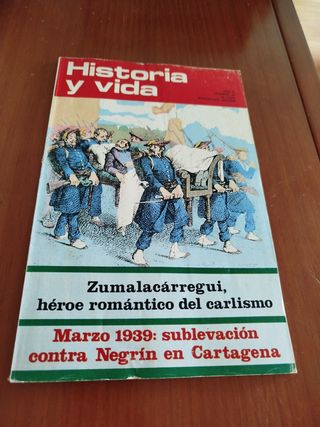 Historia
y vida
Zumalacárregui,
héroe romántico del carlismo
Marzo 1939: sublevación
contra Negrín en Cartagena